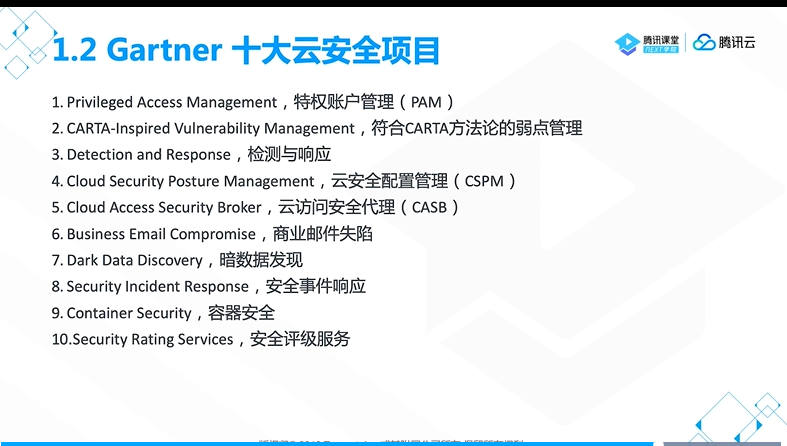 1.2 Gartner 十大云安全项目
腾讯课堂
NEXT学院
腾讯云
1. Privileged Access Management，特权账户管理（PAM ）
2. CARTA-Inspired Vulnerability Management，符合CARTA方法论的弱点管理
3. Detection and Response，检测与响应
4. Cloud Security Posture Management，云安全配置管理（CSPM ）
5. Cloud Access Security Broker，云访问安全代理（CASB ）
6. Business Email Compromise，商业邮件失陷
7. Dark Data Discovery，暗数据发现
8. Security Incident Response，安全事件响应
9. Container Security，容器安全
10.Security Rating Services，安全评级服务